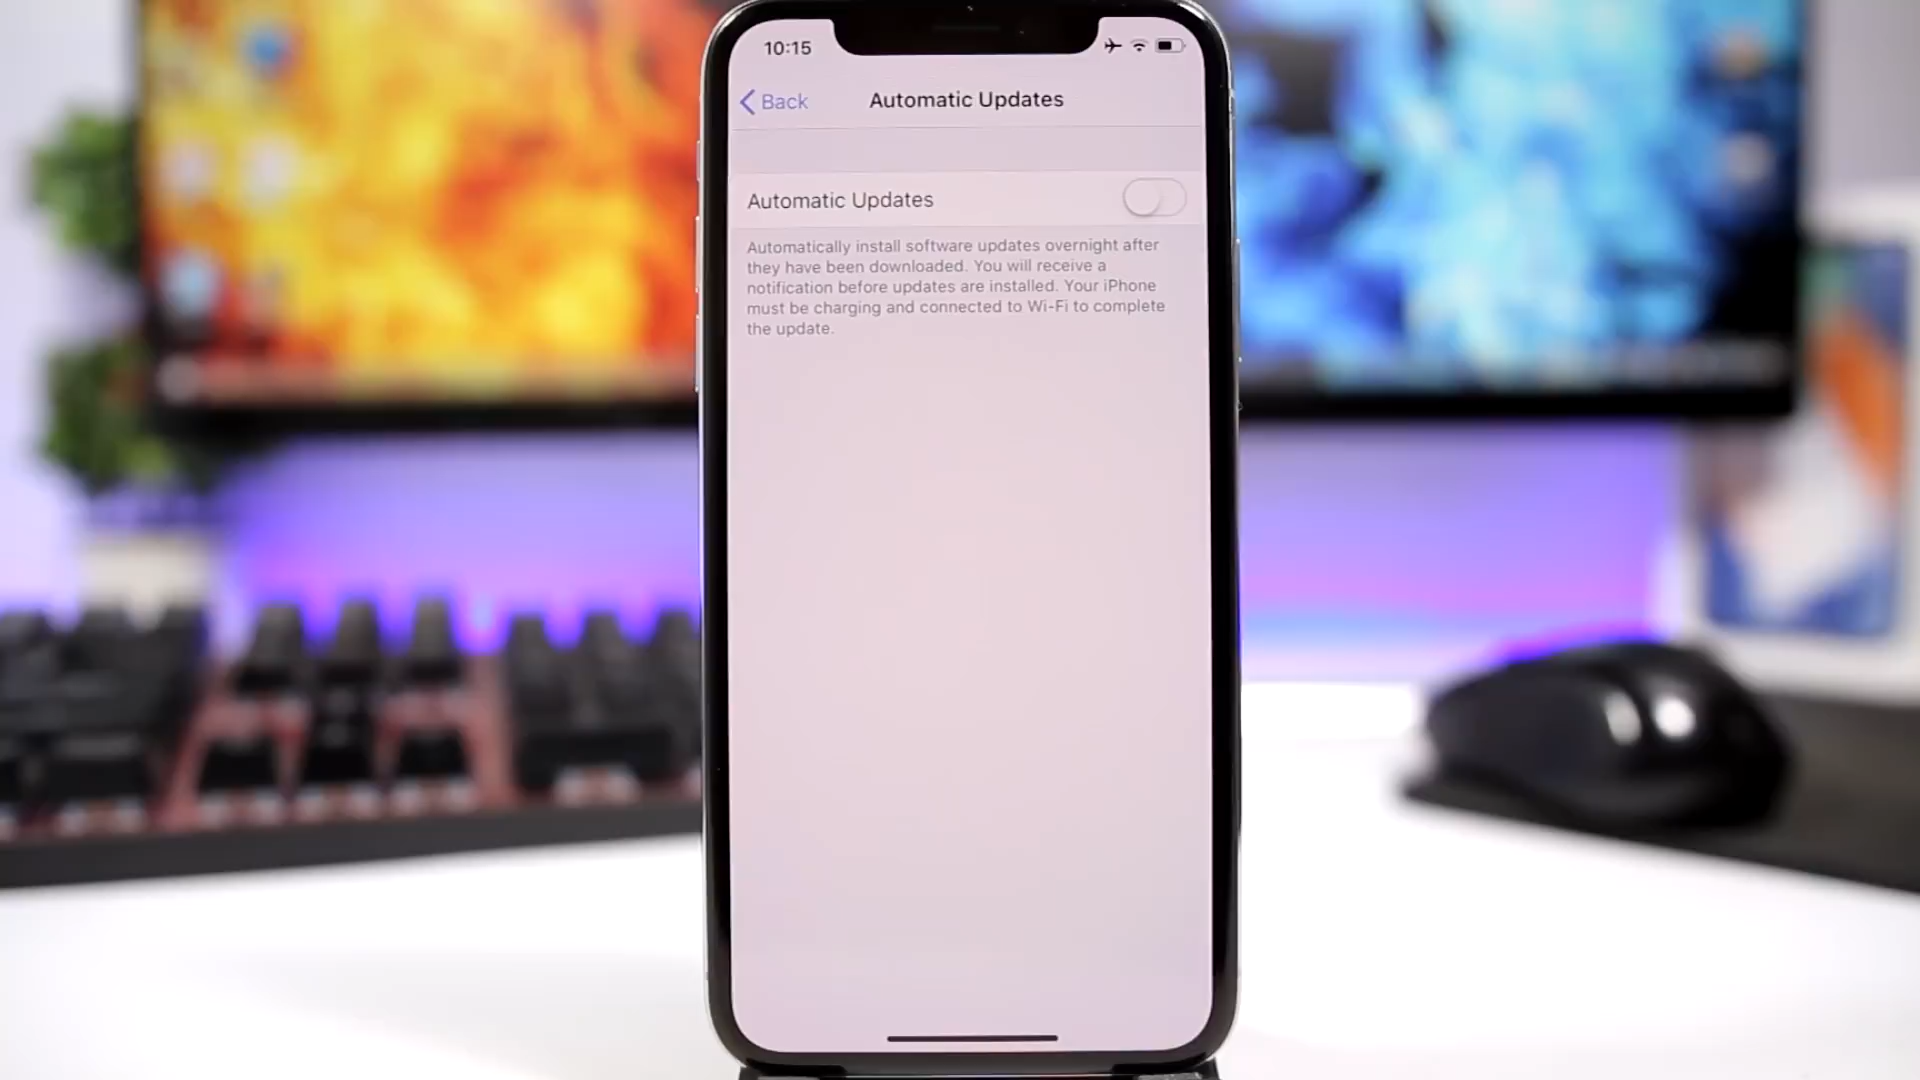 10:15
Back
Automatic Updates
Automatic Updates
Automatically install software updates overnight after
they have been downloaded. You will receive a
notification before updates are installed. Your iPhone
must be charging and connected to Wi-Fi to complete
the update.